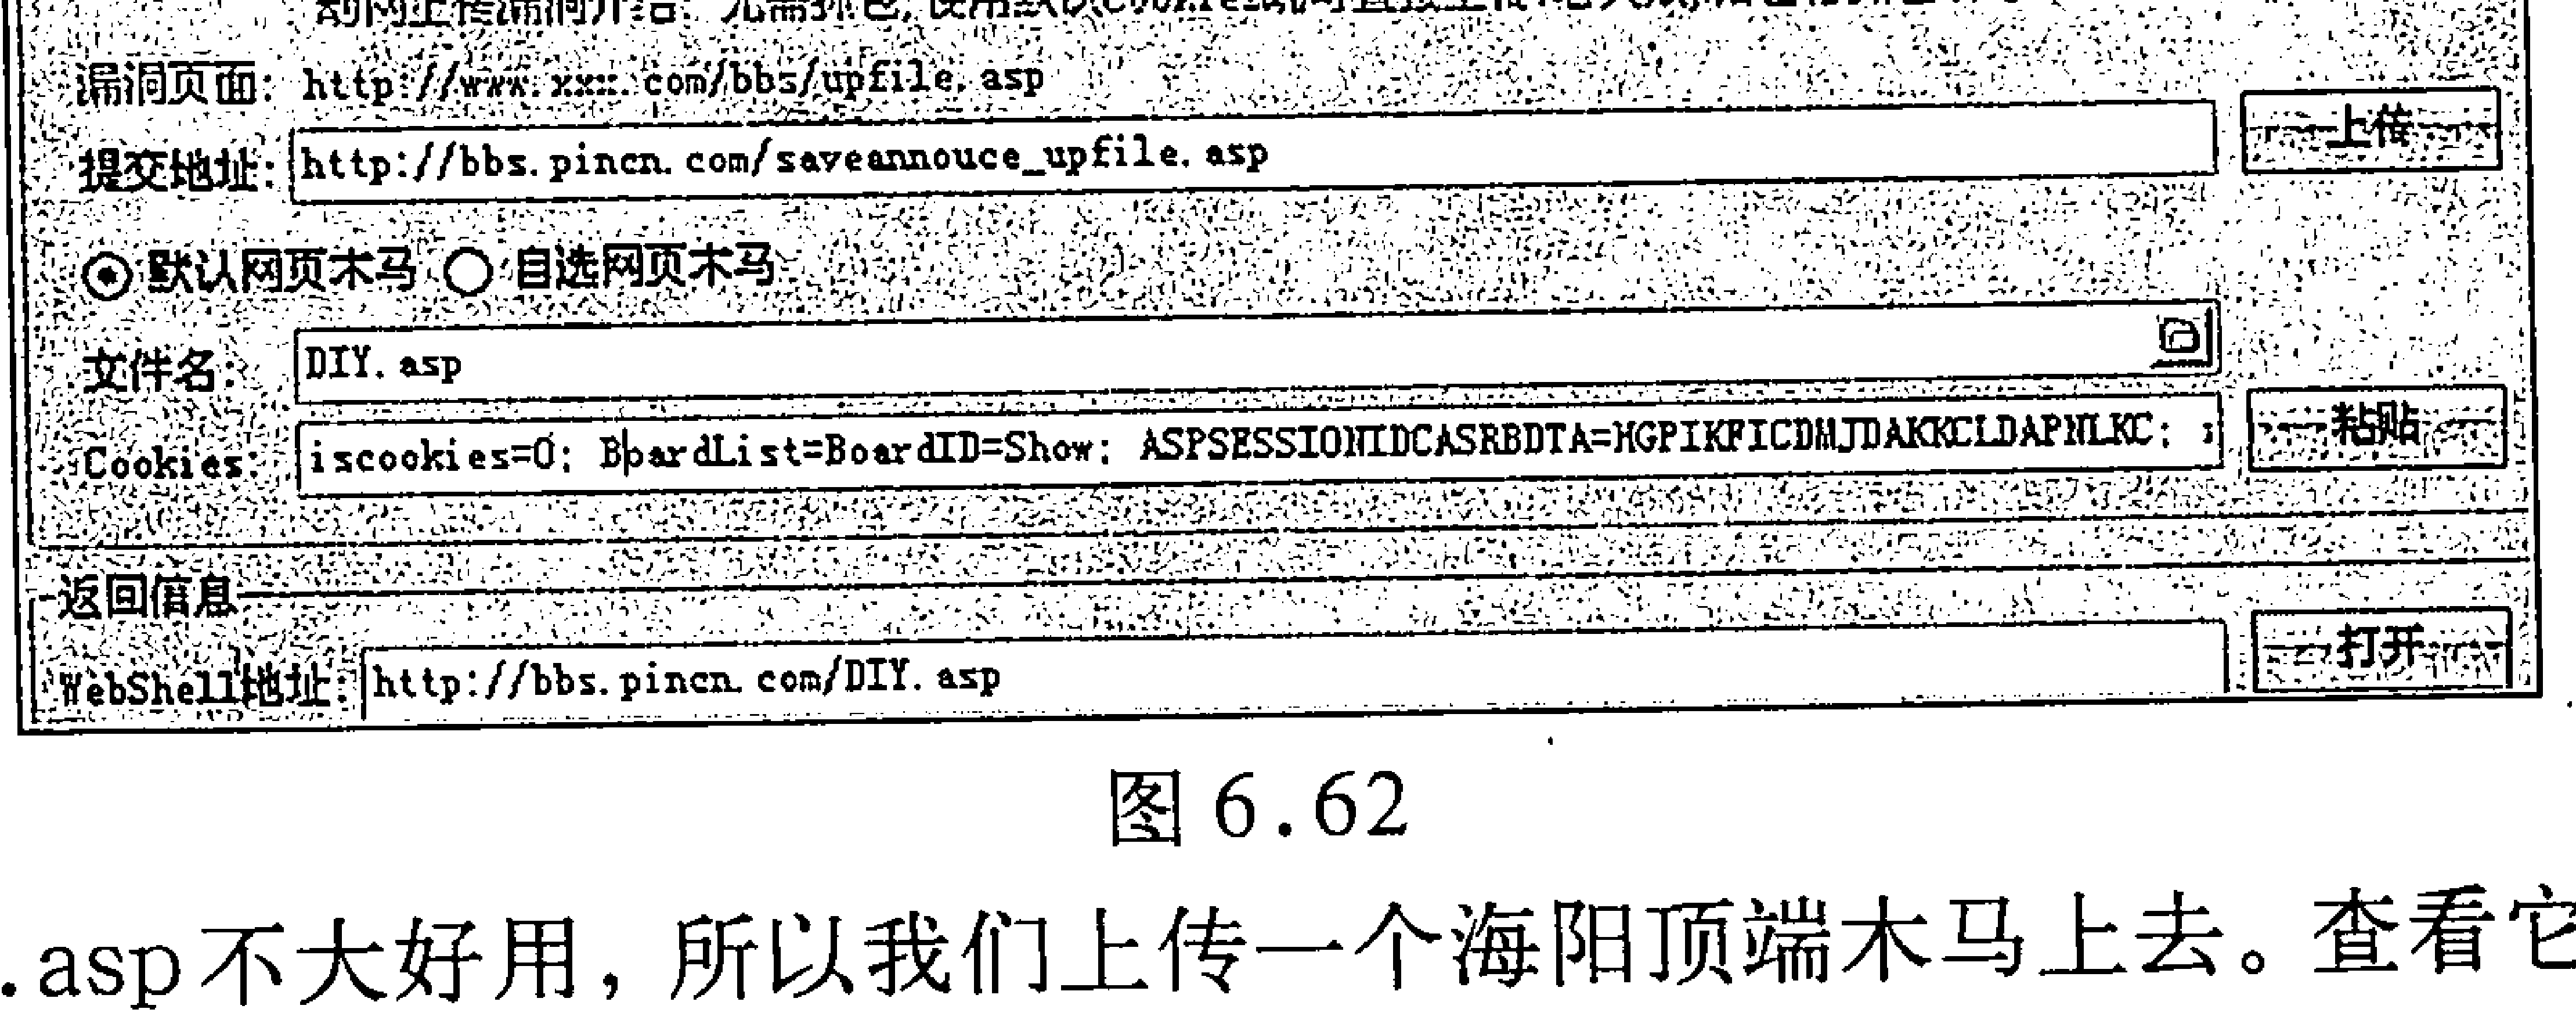 漏洞页面: http://www.xxx.com/bbs/upfile.asp
提交地址: http://bbs.pincn.com/saveannouce_upfile.asp 上传
默认网页木马 自选网页木马
文件名: DIY.asp
Cookies: iscookies=0; BoardList=BoardID=Show; ASPSESSIONIDCASRBDTA=HGPIKFICDMJDAKKCLDAPNLKC; 粘贴
返回信息
WebShell地址: http://bbs.pincn.com/DIY.asp 打开
图 6.62
.asp不大好用，所以我们上传一个海阳顶端木马上去。查看它